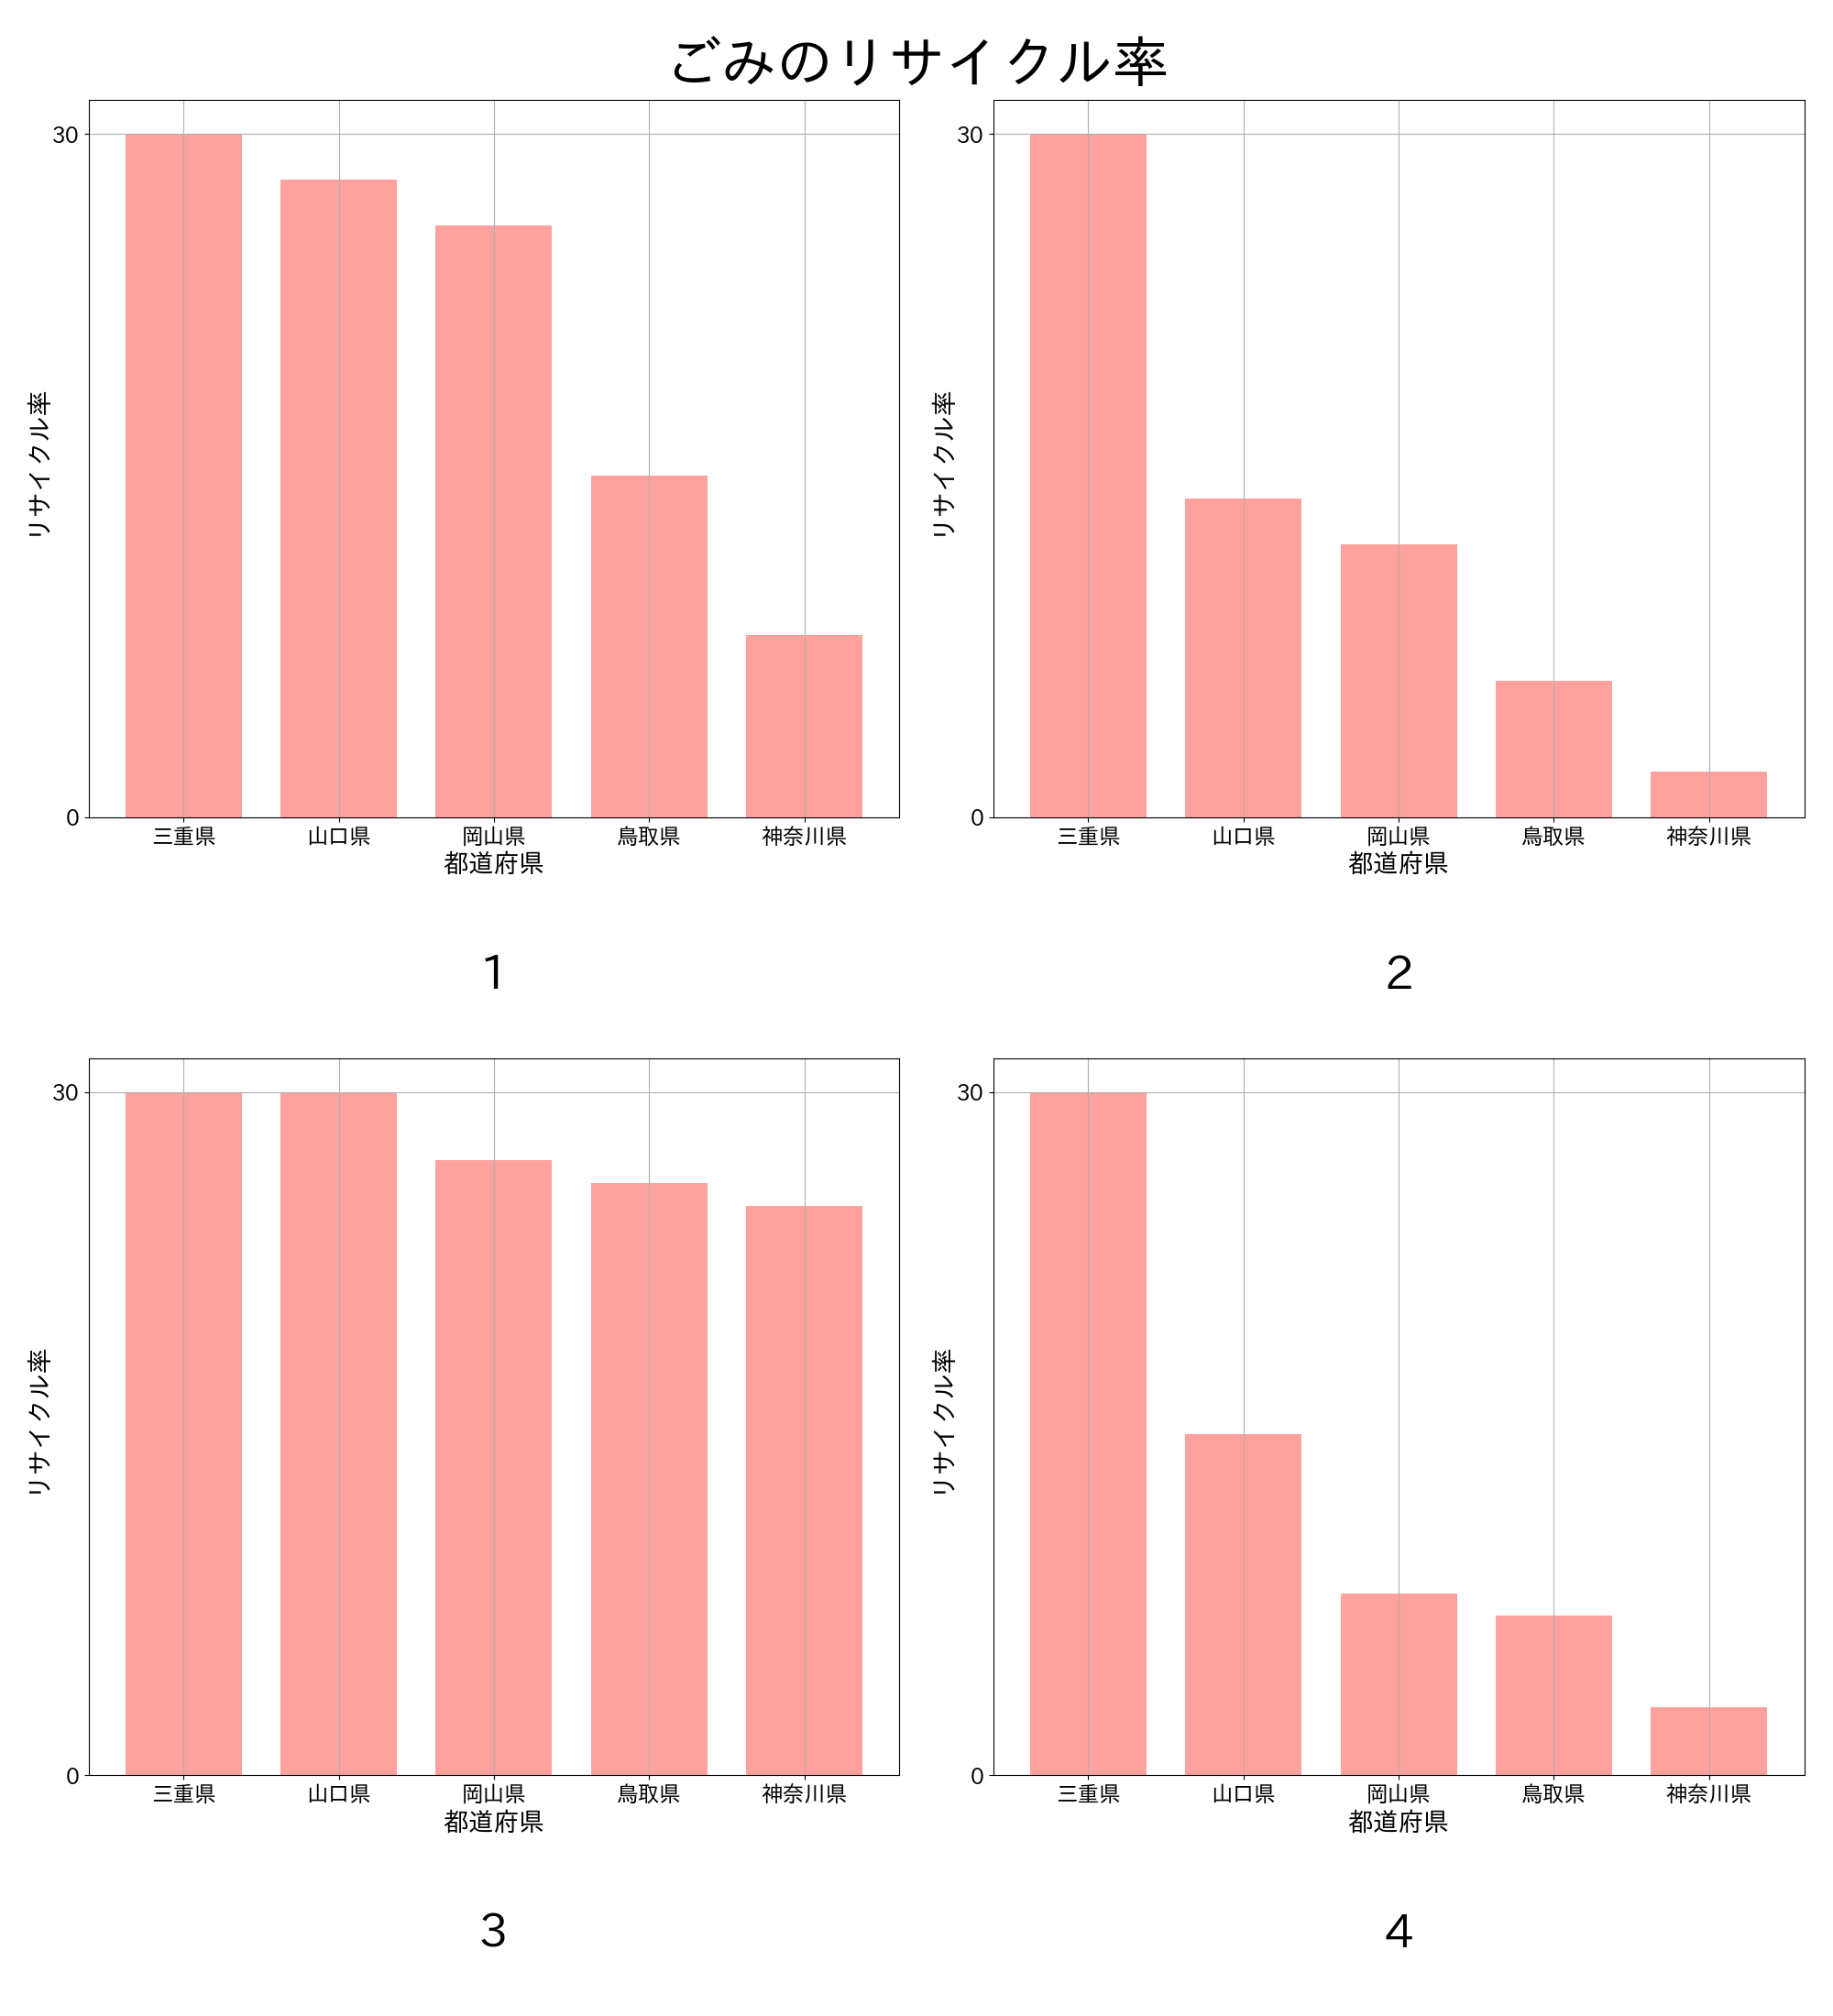 ごみのリサイクル率
30
0
リサイクル率
三重県 山口県 岡山県 鳥取県 神奈川県
都道府県
1
30
0
リサイクル率
三重県 山口県 岡山県 鳥取県 神奈川県
都道府県
2
30
0
リサイクル率
三重県 山口県 岡山県 鳥取県 神奈川県
都道府県
3
30
0
リサイクル率
三重県 山口県 岡山県 鳥取県 神奈川県
都道府県
4